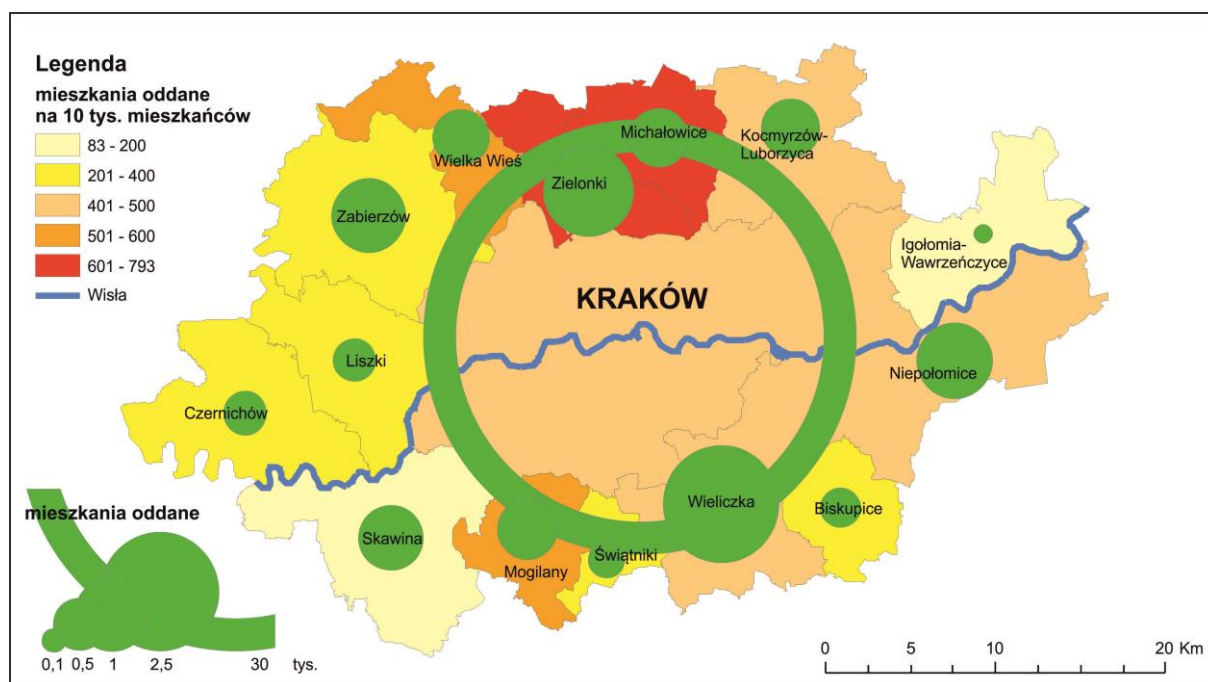 Legenda
mieszkania oddane
na 10 tys. mieszkańców
83 - 200
201 - 400
401 - 500
501 - 600
601 - 793
Wisła
Wielka Wieś
Michałowice
Kocmyrzów-
Luborzyca
Zielonki
Zabierzów
Igołomia-
Wawrzeńczyce
KRAKÓW
Liszki
Niepołomice
Czernichów
Wieliczka
Biskupice
Skawina
Mogilany
Świątniki
mieszkania oddane
0,1 0,5 1 2,5 30 tys.
0 5 10 20 Km